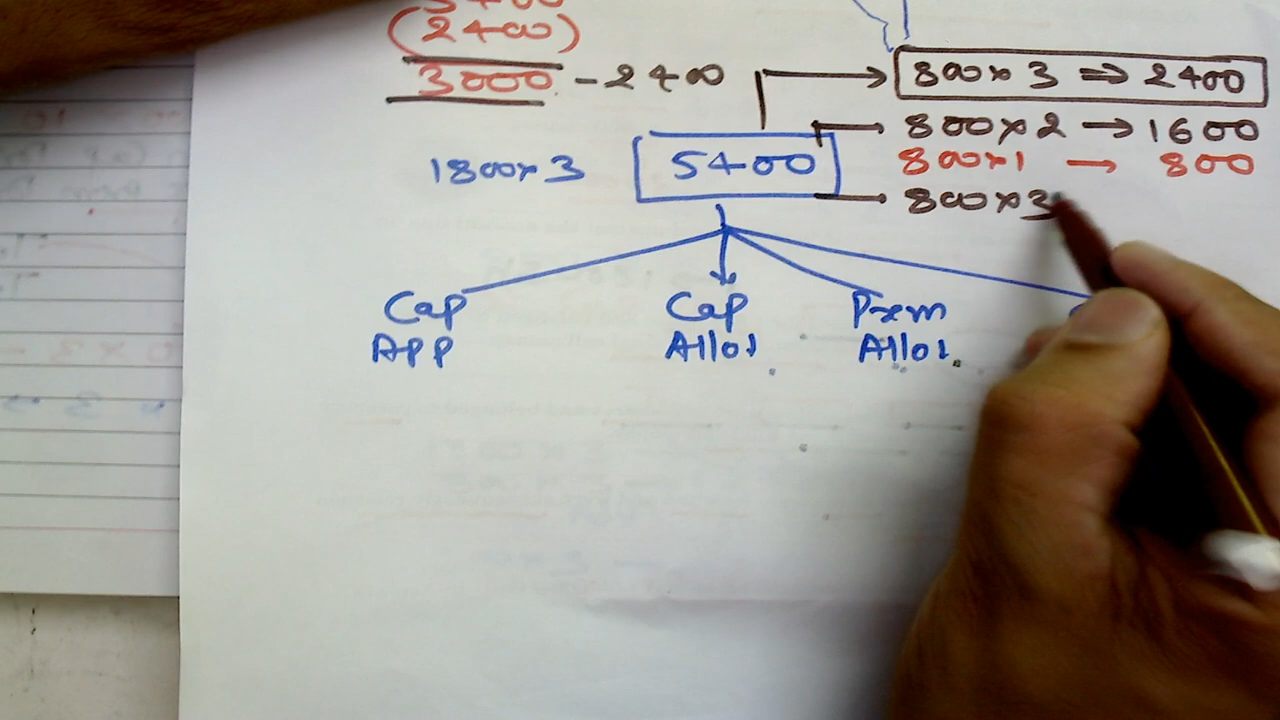 (2400)
3000 - 2400
800 x 3 ⇒ 2400
800 x 2 → 1600
1800 x 3
5400
800 x 1 → 800
800 x 3
Cap App
Cap Allot
Prem Allot